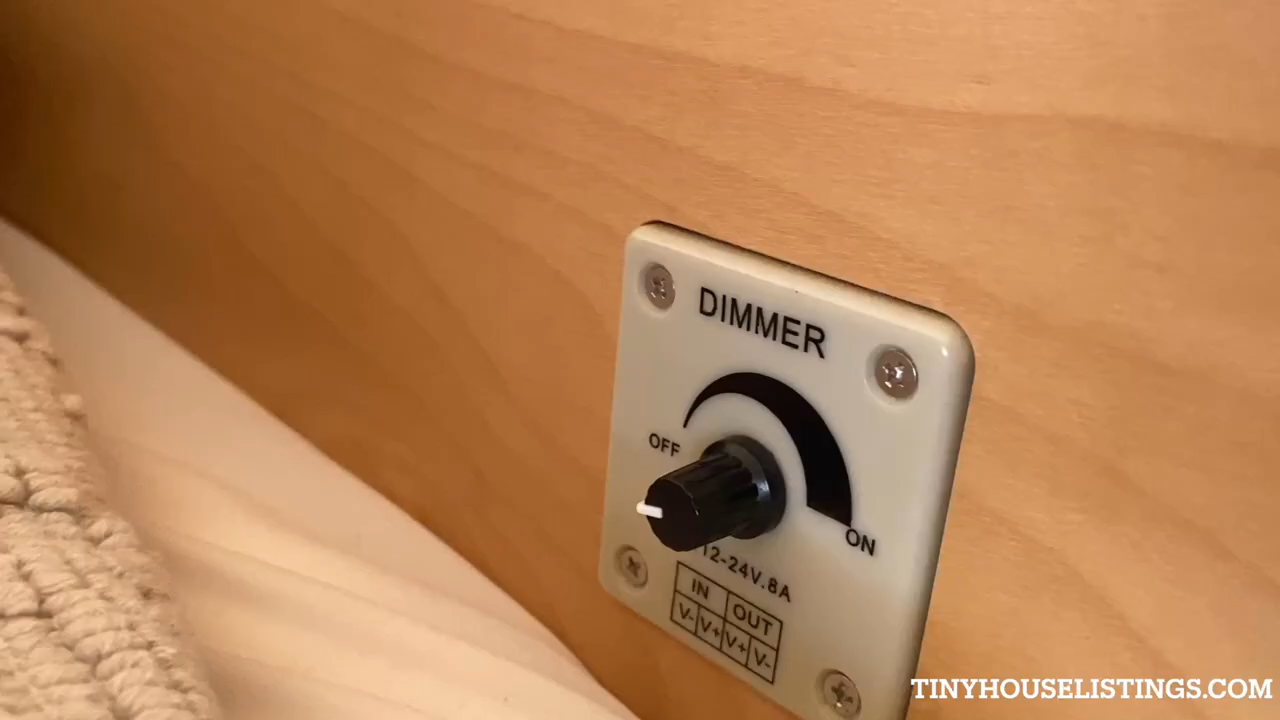 DIMMER
OFF
ON
12-24V.8A
IN OUT
V- V+ V+ V-
TINYHOUSELISTINGS.COM